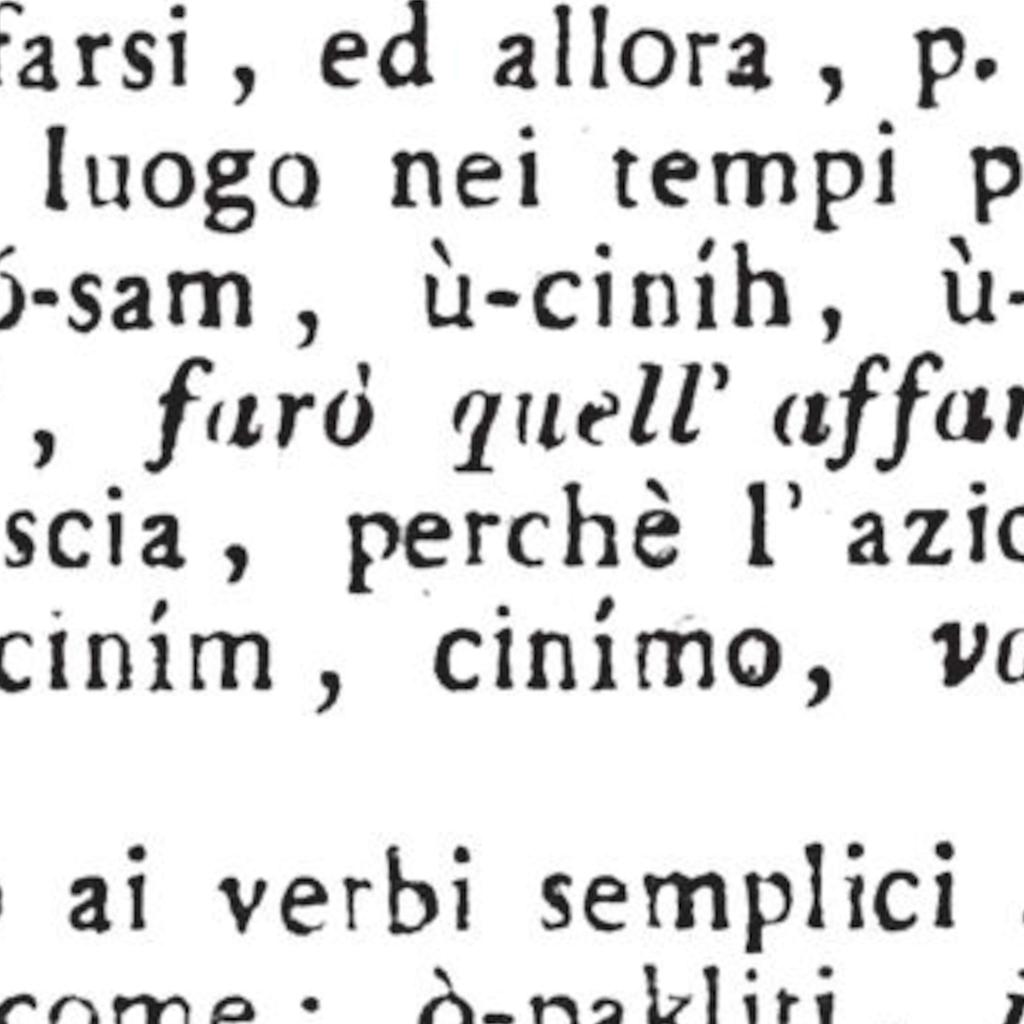 farsi , ed allora , p.
luogo nei tempi p
ó-sam , ù-ciníh, ù-
, farò quell' affar
scia , perchè l' azio
ciním , cinímo, vo
ai verbi semplici
come: ò-pakliti